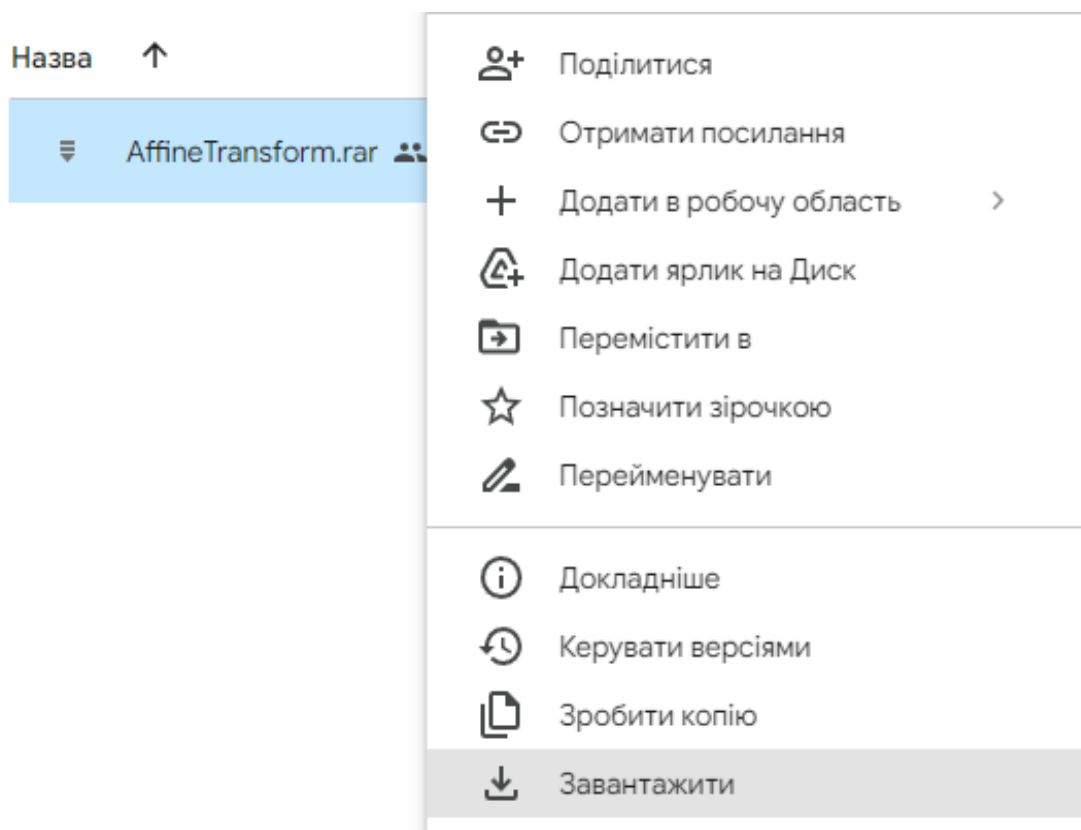 Назва
AffineTransform.rar
Поділитися
Отримати посилання
Додати в робочу область
Додати ярлик на Диск
Перемістити в
Позначити зірочкою
Перейменувати
Докладніше
Керувати версіями
Зробити копію
Завантажити